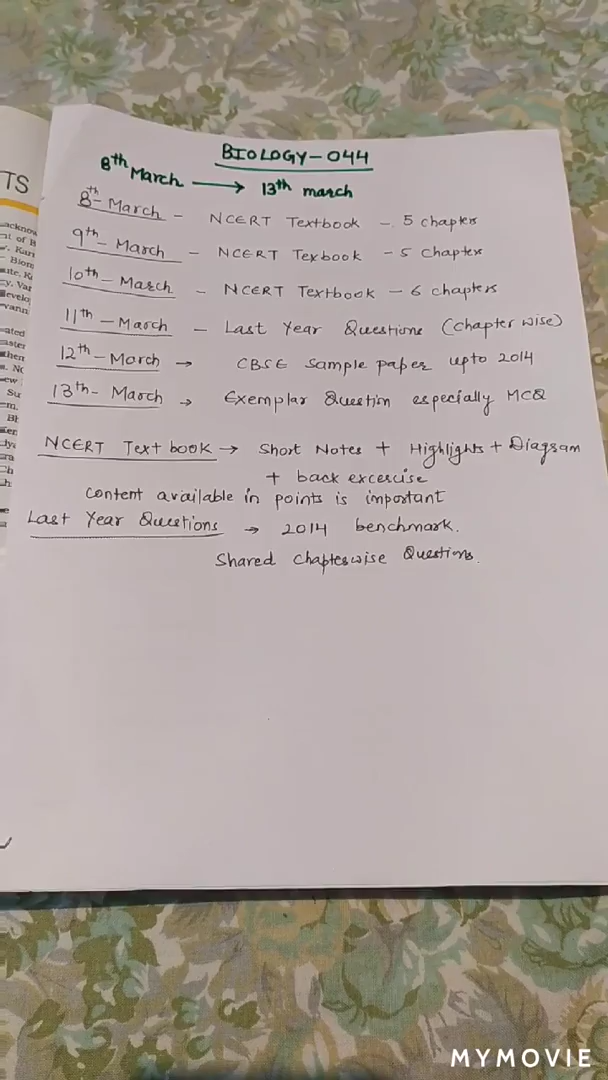 BIOLOGY-044
8th March → 13th march
8th March - NCERT Textbook - 5 chapters
9th - March - NCERT Texbook - 5 Chapters
10th - March - NCERT Textbook - 6 chapters
11th - March - Last Year Questions (chapter wise)
12th - March → CBSE Sample paper upto 2014
13th - March → Exemplar Question especially MCQ
NCERT Text book → Short Notes + Highlights + Diagram
+ back excercise
Content available in points is important
Last Year Questions → 2014 benchmark.
Shared Chapterwise Questions.
TS
MYMOVIE